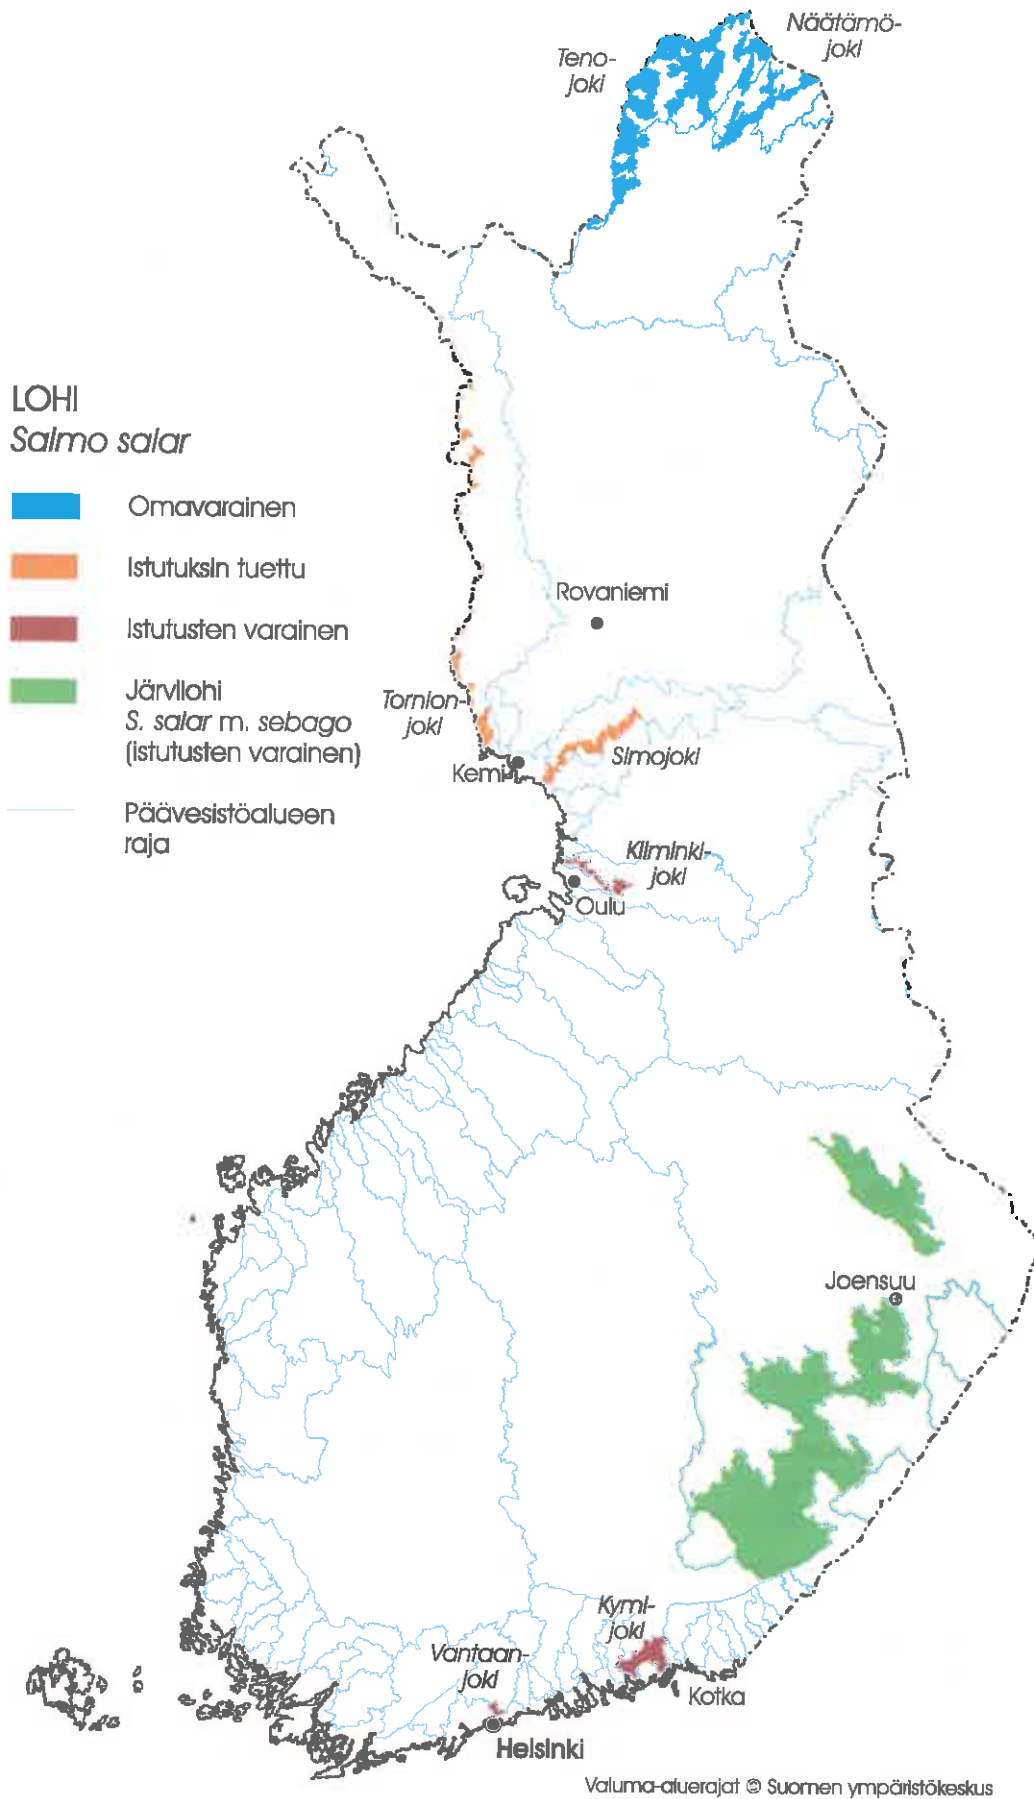 Näätämö-
joki
Teno-
joki
LOHI
Salmo salar
Omavarainen
Istutuksin tuettu
Istutusten varainen
Järvilohi
S. salar m. sebago
(istutusten varainen)
Päävesistöalueen
raja
Rovaniemi
Tornion-
joki
Simojoki
Kemi
Kiiminki-
joki
Oulu
Joensuu
Kymi-
joki
Vantaan-
joki
Kotka
Helsinki
Valuma-aluerajat © Suomen ympäristökeskus